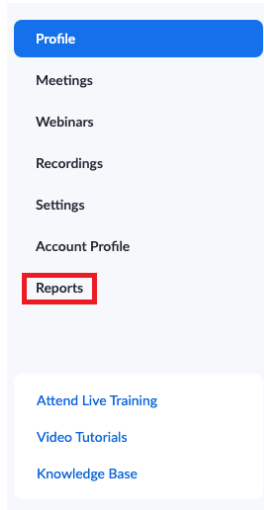 Profile
Meetings
Webinars
Recordings
Settings
Account Profile
Reports
Attend Live Training
Video Tutorials
Knowledge Base